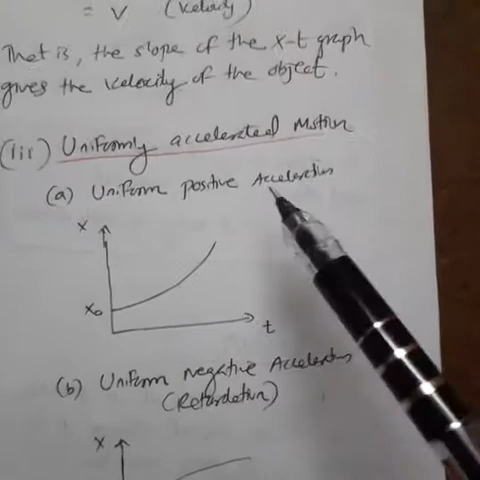 = v (Velocity)
That is, the slope of the x-t graph
gives the velocity of the object.
(iii) Uniformly accelerated Motion
(a) Uniform positive Acceleration
x
x₀
t
(b) Uniform Negative Acceleration
(Retardation)
x